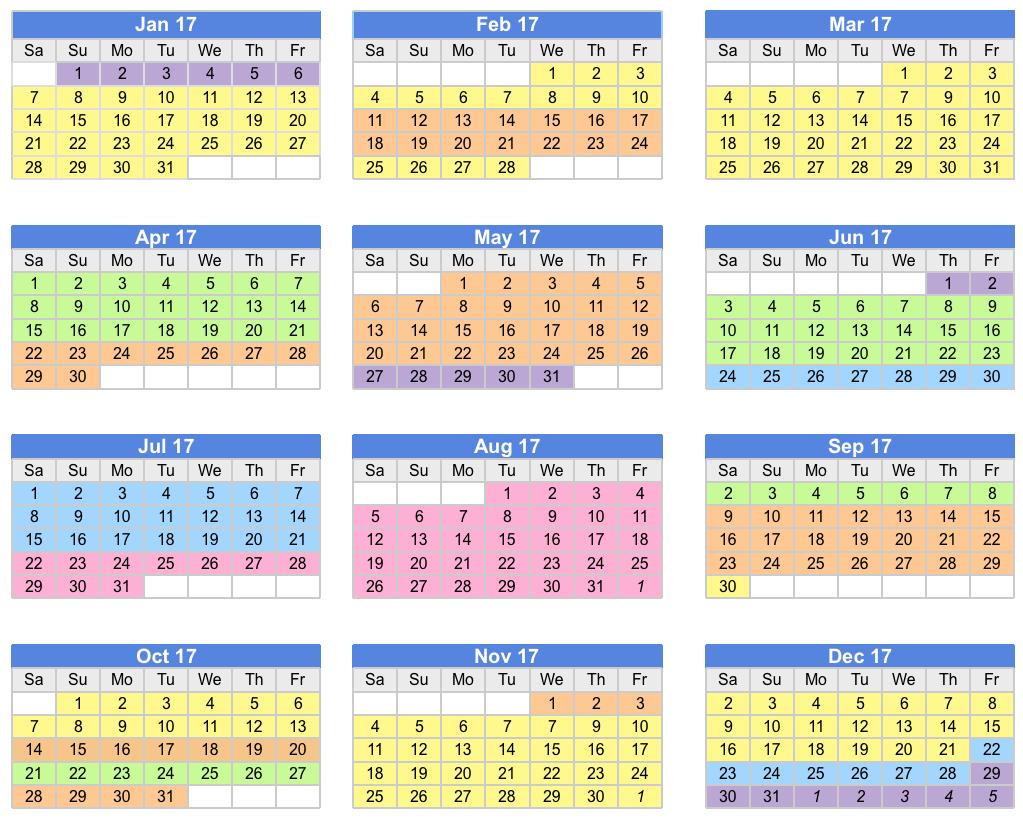 Jan 17
Sa Su Mo Tu We Th Fr
1 2 3 4 5 6
7 8 9 10 11 12 13
14 15 16 17 18 19 20
21 22 23 24 25 26 27
28 29 30 31
Feb 17
Sa Su Mo Tu We Th Fr
1 2 3
4 5 6 7 8 9 10
11 12 13 14 15 16 17
18 19 20 21 22 23 24
25 26 27 28
Mar 17
Sa Su Mo Tu We Th Fr
1 2 3
4 5 6 7 7 9 10
11 12 13 14 15 16 17
18 19 20 21 22 23 24
25 26 27 28 29 30 31
Apr 17
Sa Su Mo Tu We Th Fr
1 2 3 4 5 6 7
8 9 10 11 12 13 14
15 16 17 18 19 20 21
22 23 24 25 26 27 28
29 30
May 17
Sa Su Mo Tu We Th Fr
1 2 3 4 5
6 7 8 9 10 11 12
13 14 15 16 17 18 19
20 21 22 23 24 25 26
27 28 29 30 31
Jun 17
Sa Su Mo Tu We Th Fr
1 2
3 4 5 6 7 8 9
10 11 12 13 14 15 16
17 18 19 20 21 22 23
24 25 26 27 28 29 30
Jul 17
Sa Su Mo Tu We Th Fr
1 2 3 4 5 6 7
8 9 10 11 12 13 14
15 16 17 18 19 20 21
22 23 24 25 26 27 28
29 30 31
Aug 17
Sa Su Mo Tu We Th Fr
1 2 3 4
5 6 7 8 9 10 11
12 13 14 15 16 17 18
19 20 21 22 23 24 25
26 27 28 29 30 31 1
Sep 17
Sa Su Mo Tu We Th Fr
2 3 4 5 6 7 8
9 10 11 12 13 14 15
16 17 18 19 20 21 22
23 24 25 26 27 28 29
30
Oct 17
Sa Su Mo Tu We Th Fr
1 2 3 4 5 6
7 8 9 10 11 12 13
14 15 16 17 18 19 20
21 22 23 24 25 26 27
28 29 30 31
Nov 17
Sa Su Mo Tu We Th Fr
1 2 3
4 5 6 7 7 9 10
11 12 13 14 15 16 17
18 19 20 21 22 23 24
25 26 27 28 29 30 1
Dec 17
Sa Su Mo Tu We Th Fr
2 3 4 5 6 7 8
9 10 11 12 13 14 15
16 17 18 19 20 21 22
23 24 25 26 27 28 29
30 31 1 2 3 4 5